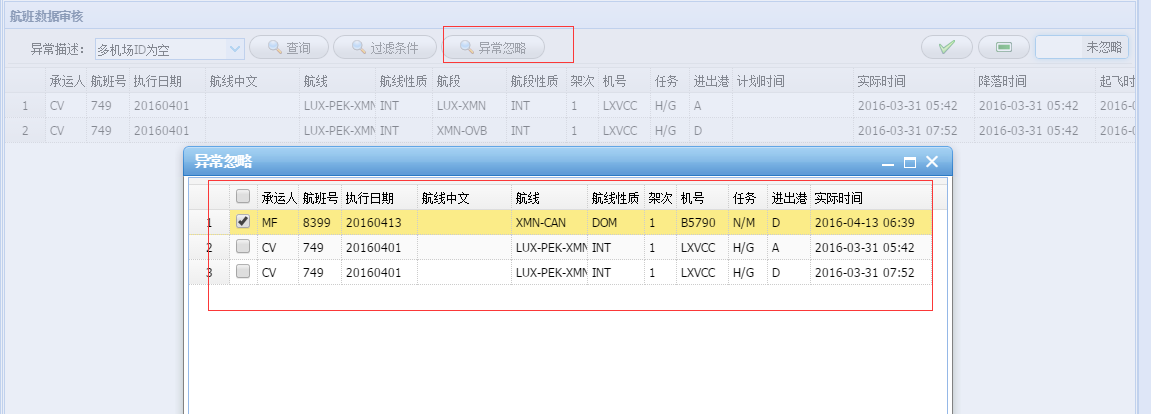 航班数据审核
异常描述： 多机场ID为空 查询 过滤条件 异常忽略 未忽略
承运人 航班号 执行日期 航线中文 航线 航线性质 航段 航段性质 架次 机号 任务 进出港 计划时间 实际时间 降落时间 起飞时
1 CV 749 20160401 LUX-PEK-XMN INT LUX-XMN INT 1 LXVCC H/G A 2016-03-31 05:42 2016-03-31 05:42 2016-0
2 CV 749 20160401 LUX-PEK-XMN INT XMN-OVB INT 1 LXVCC H/G D 2016-03-31 07:52 2016-03-31 05:42 2016-0
异常忽略
承运人 航班号 执行日期 航线中文 航线 航线性质 架次 机号 任务 进出港 实际时间
1 MF 8399 20160413 XMN-CAN DOM 1 B5790 N/M D 2016-04-13 06:39
2 CV 749 20160401 LUX-PEK-XMN INT 1 LXVCC H/G A 2016-03-31 05:42
3 CV 749 20160401 LUX-PEK-XMN INT 1 LXVCC H/G D 2016-03-31 07:52